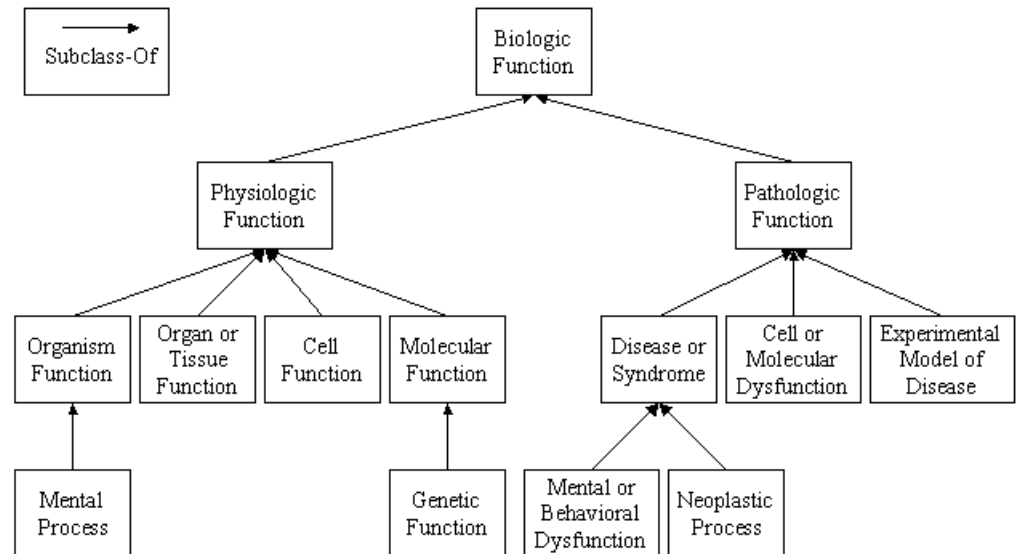 Subclass-Of
Biologic
Function
Physiologic
Function
Pathologic
Function
Organism
Function
Organ or
Tissue
Function
Cell
Function
Molecular
Function
Disease or
Syndrome
Cell or
Molecular
Dysfunction
Experimental
Model of
Disease
Mental
Process
Genetic
Function
Mental or
Behavioral
Dysfunction
Neoplastic
Process